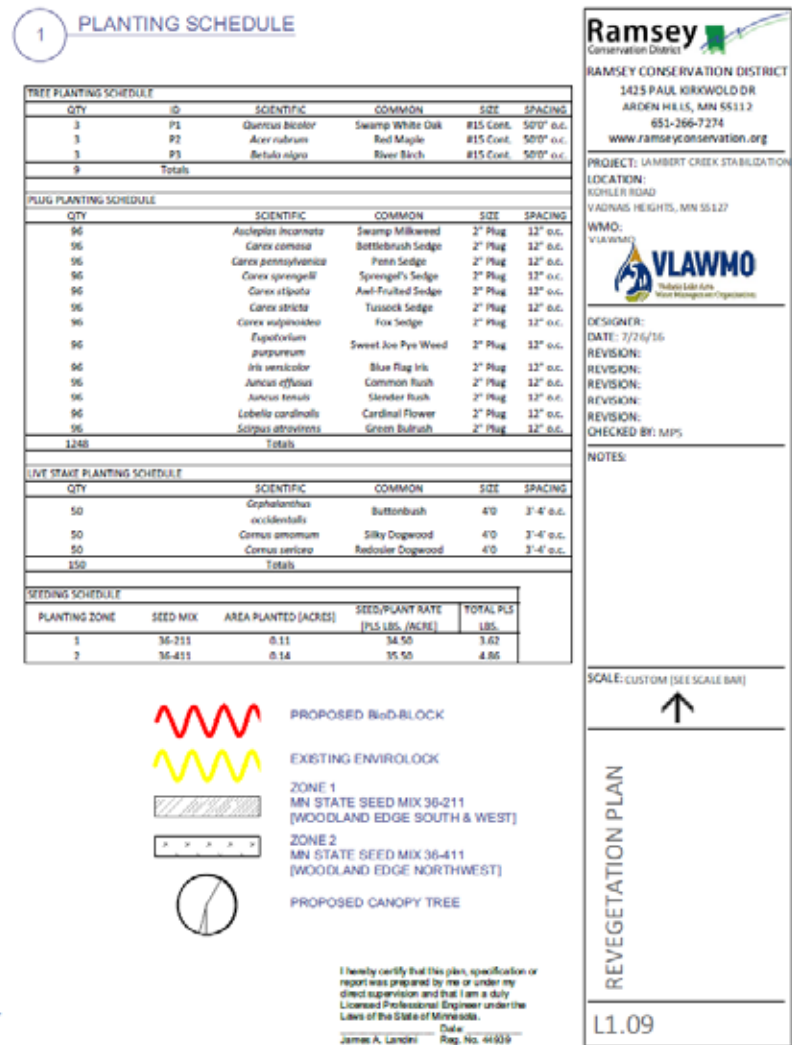 1 PLANTING SCHEDULE
TREE PLANTING SCHEDULE
QTY ID SCIENTIFIC COMMON SIZE SPACING
3 P1 Quercus bicolor Swamp White Oak #15 Cont. 50'0" o.c.
3 P2 Acer rubrum Red Maple #15 Cont. 50'0" o.c.
3 P3 Betula nigra River Birch #15 Cont. 50'0" o.c.
9 Totals
PLUG PLANTING SCHEDULE
QTY SCIENTIFIC COMMON SIZE SPACING
96 Asclepias incarnata Swamp Milkweed 2" Plug 12" o.c.
96 Carex comosa Bottlebrush Sedge 2" Plug 12" o.c.
96 Carex pennsylvanica Penn Sedge 2" Plug 12" o.c.
96 Carex sprengelii Sprengel's Sedge 2" Plug 12" o.c.
96 Carex stipata Awl-Fruited Sedge 2" Plug 12" o.c.
96 Carex stricta Tussock Sedge 2" Plug 12" o.c.
96 Carex vulpinoidea Fox Sedge 2" Plug 12" o.c.
96 Eupatorium purpureum Sweet Joe Pye Weed 2" Plug 12" o.c.
96 Iris versicolor Blue Flag Iris 2" Plug 12" o.c.
96 Juncus effusus Common Rush 2" Plug 12" o.c.
96 Juncus tenuis Slender Rush 2" Plug 12" o.c.
96 Lobelia cardinalis Cardinal Flower 2" Plug 12" o.c.
96 Scirpus atrovirens Green Bulrush 2" Plug 12" o.c.
1248 Totals
LIVE STAKE PLANTING SCHEDULE
QTY SCIENTIFIC COMMON SIZE SPACING
50 Cephalanthus occidentalis Buttonbush 4'0 3'-4' o.c.
50 Cornus amomum Silky Dogwood 4'0 3'-4' o.c.
50 Cornus sericea Redosier Dogwood 4'0 3'-4' o.c.
150 Totals
SEEDING SCHEDULE
PLANTING ZONE SEED MIX AREA PLANTED [ACRES] SEED/PLANT RATE [PLS LBS. /ACRE] TOTAL PLS LBS.
1 36-211 0.11 34.50 3.62
2 36-411 0.14 35.50 4.86
PROPOSED BioD-BLOCK
EXISTING ENVIROLOCK
ZONE 1
MN STATE SEED MIX 36-211
[WOODLAND EDGE SOUTH & WEST]
ZONE 2
MN STATE SEED MIX 36-411
[WOODLAND EDGE NORTHWEST]
PROPOSED CANOPY TREE
I hereby certify that this plan, specification or
report was prepared by me or under my
direct supervision and that I am a duly
Licensed Professional Engineer under the
Laws of the State of Minnesota.
Date:
James A. Landini Reg. No. 44939
Ramsey
Conservation District
RAMSEY CONSERVATION DISTRICT
1425 PAUL KIRKWOLD DR
ARDEN HILLS, MN 55112
651-266-7274
www.ramseyconservation.org
PROJECT: LAMBERT CREEK STABILIZATION
LOCATION:
KOHLER ROAD
VADNAIS HEIGHTS, MN 55127
WMO:
VLAWMO
VLAWMO
Vadnais Lake Area
Water Management Organization
DESIGNER:
DATE: 7/26/16
REVISION:
REVISION:
REVISION:
REVISION:
REVISION:
CHECKED BY: MPS
NOTES:
SCALE: CUSTOM [SEE SCALE BAR]
REVEGETATION PLAN
L1.09